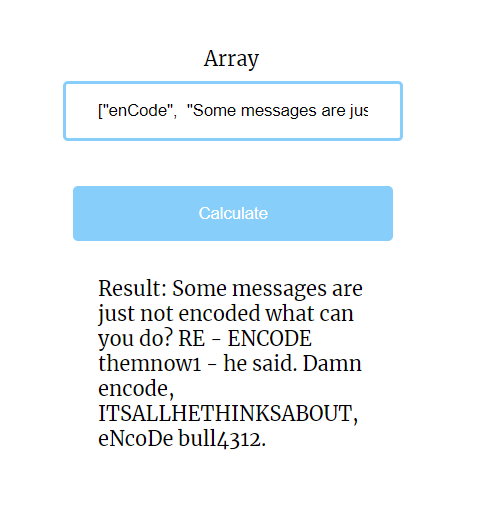 Array
["enCode",  "Some messages are jus
Calculate
Result: Some messages are
just not encoded what can
you do? RE - ENCODE
themnow1 - he said. Damn
encode,
ITSALLHETHINKSABOUT,
eNcoDe bull4312.